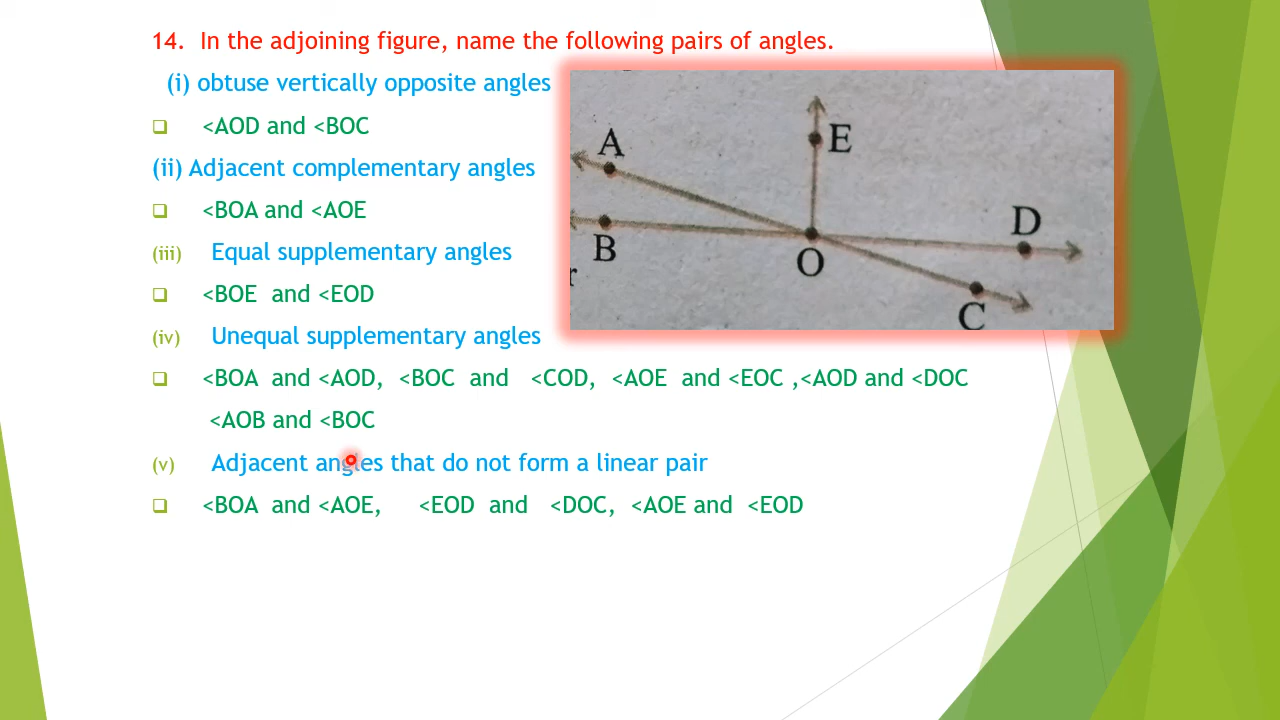 14. In the adjoining figure, name the following pairs of angles.
(i) obtuse vertically opposite angles
<AOD and <BOC
(ii) Adjacent complementary angles
<BOA and <AOE
(iii) Equal supplementary angles
<BOE and <EOD
(iv) Unequal supplementary angles
<BOA and <AOD, <BOC and <COD, <AOE and <EOC ,<AOD and <DOC
<AOB and <BOC
(v) Adjacent angles that do not form a linear pair
<BOA and <AOE, <EOD and <DOC, <AOE and <EOD
E
A
D
B
O
C
r